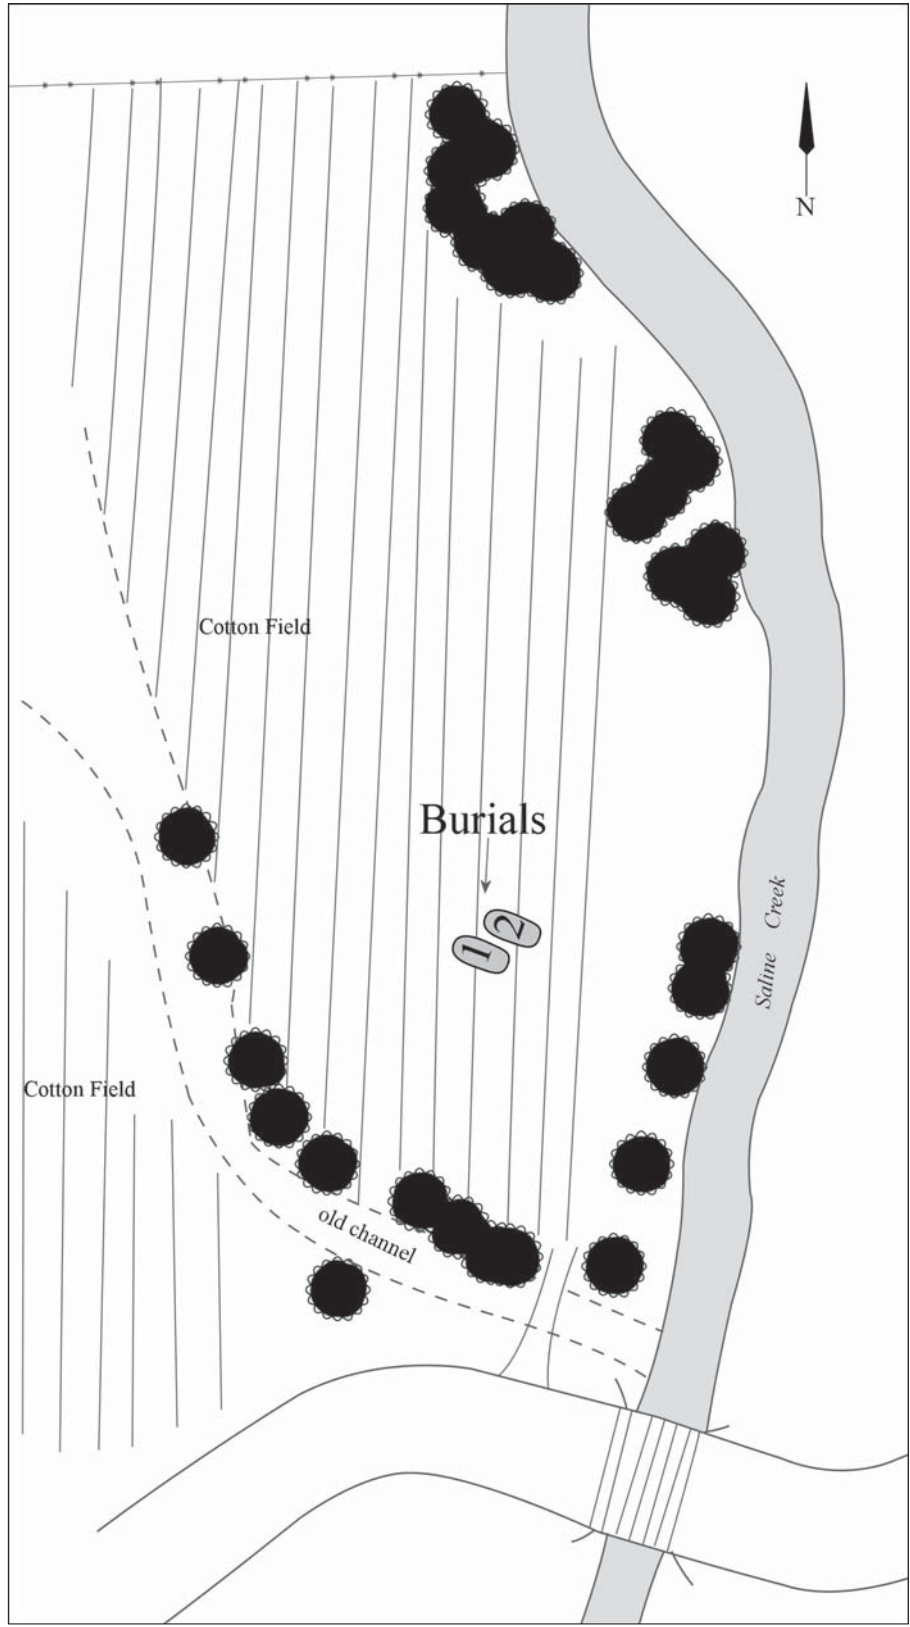 N
Cotton Field
Burials
2
1
Saline Creek
Cotton Field
old channel